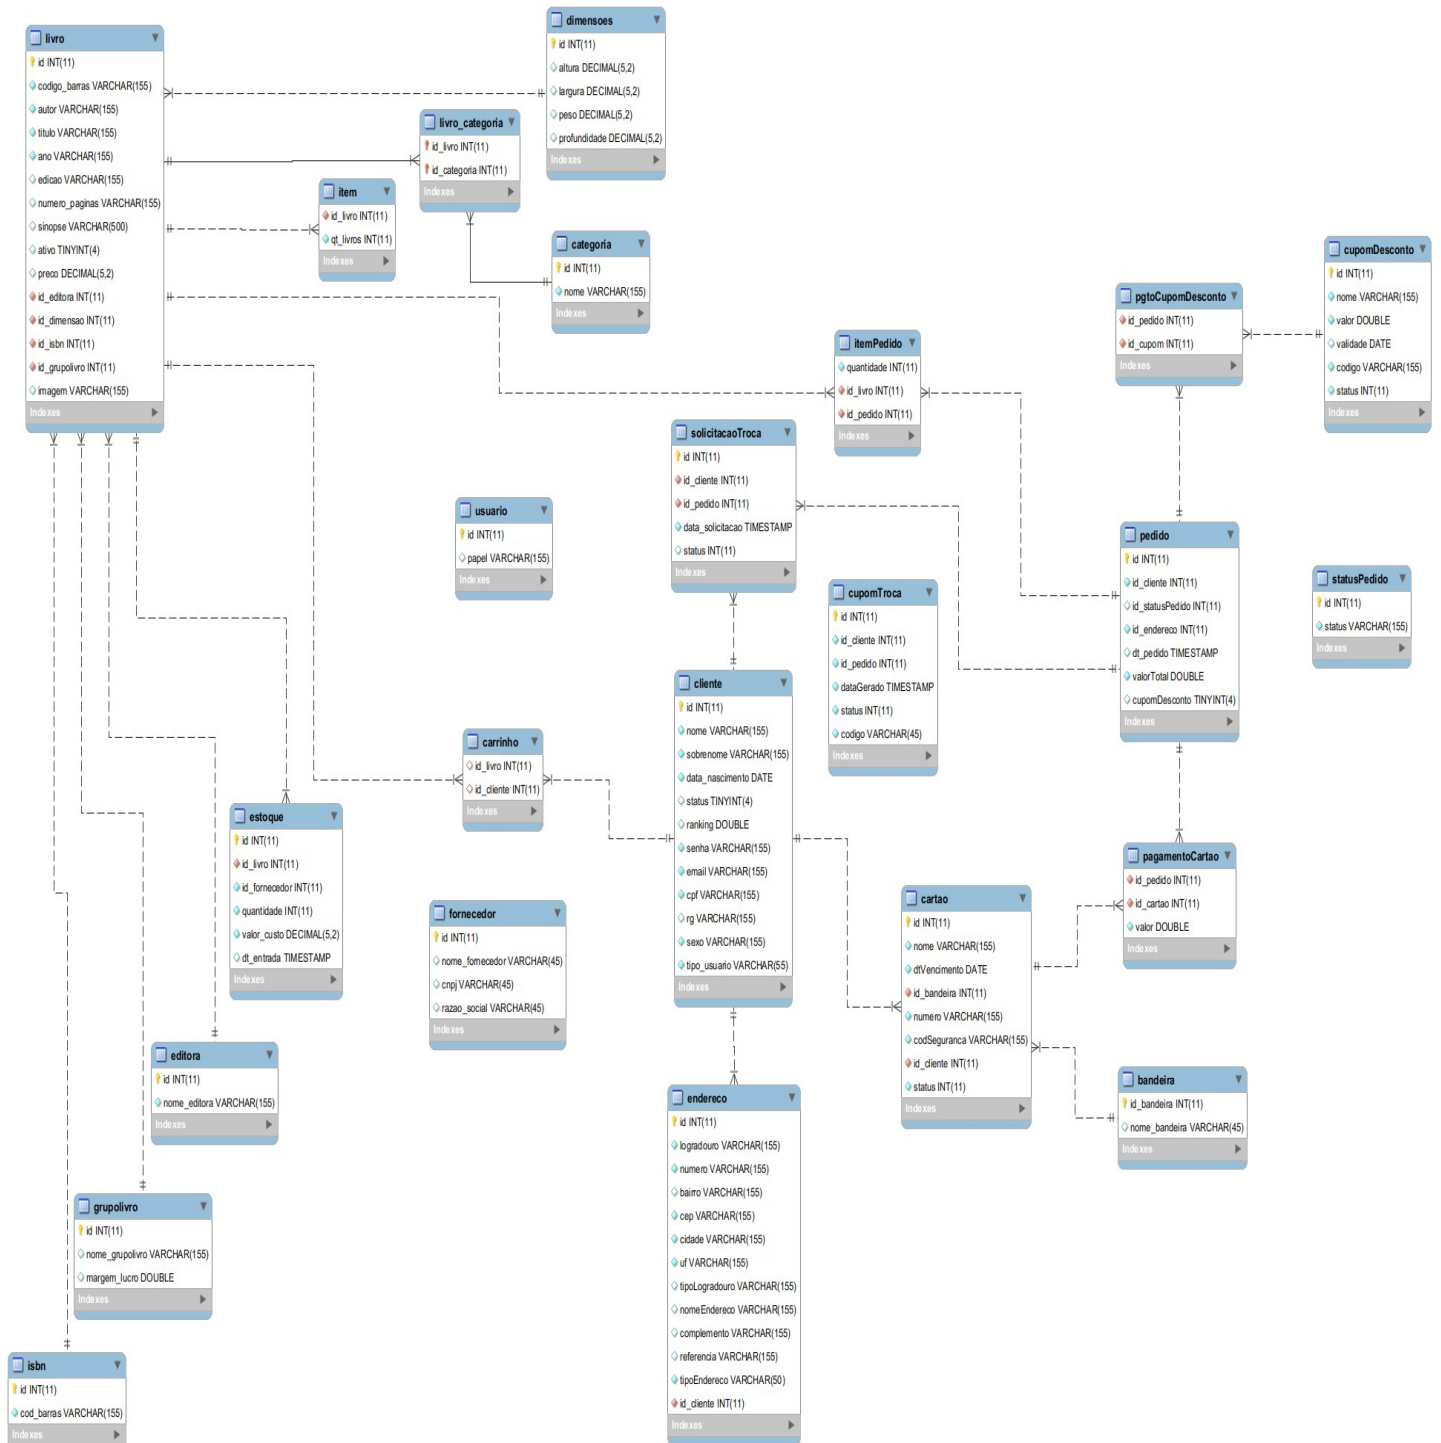 livro
id INT(11)
codigo_barras VARCHAR(155)
autor VARCHAR(155)
titulo VARCHAR(155)
ano VARCHAR(155)
edicao VARCHAR(155)
numero_paginas VARCHAR(155)
sinopse VARCHAR(500)
ativo TINYINT(4)
preco DECIMAL(5,2)
id_editora INT(11)
id_dimensao INT(11)
id_isbn INT(11)
id_grupolivro INT(11)
imagem VARCHAR(155)
Indexes
dimensoes
id INT(11)
altura DECIMAL(5,2)
largura DECIMAL(5,2)
peso DECIMAL(5,2)
profundidade DECIMAL(5,2)
Indexes
livro_categoria
id_livro INT(11)
id_categoria INT(11)
Indexes
item
id_livro INT(11)
qt_livros INT(11)
Indexes
categoria
id INT(11)
nome VARCHAR(155)
Indexes
cupomDesconto
id INT(11)
nome VARCHAR(155)
valor DOUBLE
validade DATE
codigo VARCHAR(155)
status INT(11)
Indexes
pgtoCupomDesconto
id_pedido INT(11)
id_cupom INT(11)
Indexes
itemPedido
quantidade INT(11)
id_livro INT(11)
id_pedido INT(11)
Indexes
solicitacaoTroca
id INT(11)
id_cliente INT(11)
id_pedido INT(11)
data_solicitacao TIMESTAMP
status INT(11)
Indexes
usuario
id INT(11)
papel VARCHAR(155)
Indexes
pedido
id INT(11)
id_cliente INT(11)
id_statusPedido INT(11)
id_endereco INT(11)
dt_pedido TIMESTAMP
valorTotal DOUBLE
cupomDesconto TINYINT(4)
Indexes
statusPedido
id INT(11)
status VARCHAR(155)
Indexes
cupomTroca
id INT(11)
id_cliente INT(11)
id_pedido INT(11)
dataGerado TIMESTAMP
status INT(11)
codigo VARCHAR(45)
Indexes
cliente
id INT(11)
nome VARCHAR(155)
sobrenome VARCHAR(155)
data_nascimento DATE
status TINYINT(4)
ranking DOUBLE
senha VARCHAR(155)
email VARCHAR(155)
cpf VARCHAR(155)
rg VARCHAR(155)
sexo VARCHAR(155)
tipo_usuario VARCHAR(55)
Indexes
carrinho
id_livro INT(11)
id_cliente INT(11)
Indexes
estoque
id INT(11)
id_livro INT(11)
id_fornecedor INT(11)
quantidade INT(11)
valor_custo DECIMAL(5,2)
dt_entrada TIMESTAMP
Indexes
fornecedor
id INT(11)
nome_fornecedor VARCHAR(45)
cnpj VARCHAR(45)
razao_social VARCHAR(45)
Indexes
pagamentoCartao
id_pedido INT(11)
id_cartao INT(11)
valor DOUBLE
Indexes
cartao
id INT(11)
nome VARCHAR(155)
dtVencimento DATE
id_bandeira INT(11)
numero VARCHAR(155)
codSeguranca VARCHAR(155)
id_cliente INT(11)
status INT(11)
Indexes
editora
id INT(11)
nome_editora VARCHAR(155)
Indexes
bandeira
id_bandeira INT(11)
nome_bandeira VARCHAR(45)
Indexes
endereco
id INT(11)
logradouro VARCHAR(155)
numero VARCHAR(155)
bairro VARCHAR(155)
cep VARCHAR(155)
cidade VARCHAR(155)
uf VARCHAR(155)
tipoLogradouro VARCHAR(155)
nomeEndereco VARCHAR(155)
complemento VARCHAR(155)
referencia VARCHAR(155)
tipoEndereco VARCHAR(50)
id_cliente INT(11)
Indexes
grupolivro
id INT(11)
nome_grupolivro VARCHAR(155)
margem_lucro DOUBLE
Indexes
isbn
id INT(11)
cod_barras VARCHAR(155)
Indexes